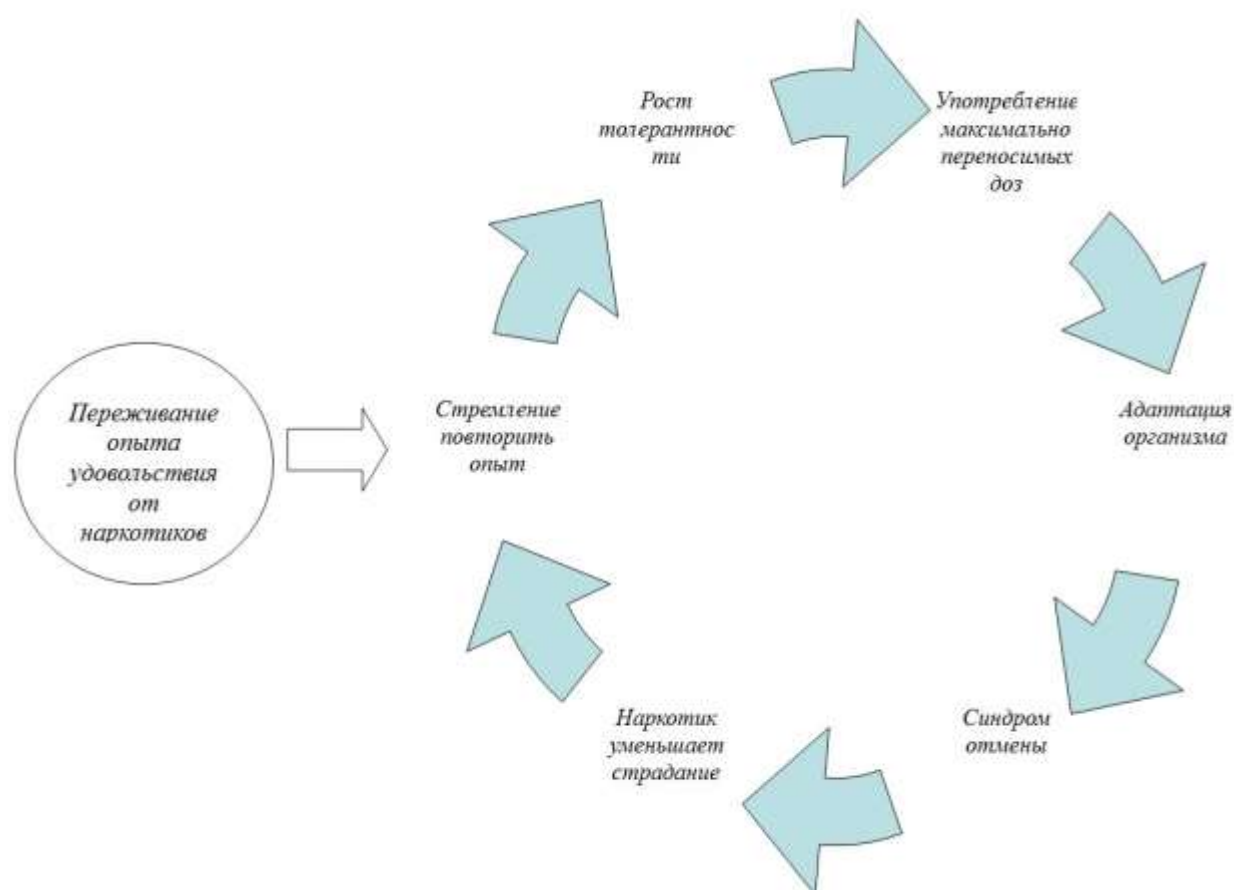 Переживание
опыта
удовольствия
от
наркотиков
Стремление
повторить
опыт
Рост
толерантнос
ти
Употребление
максимально
переносимых
доз
Адаптация
организма
Синдром
отмены
Наркотик
уменьшает
страдание